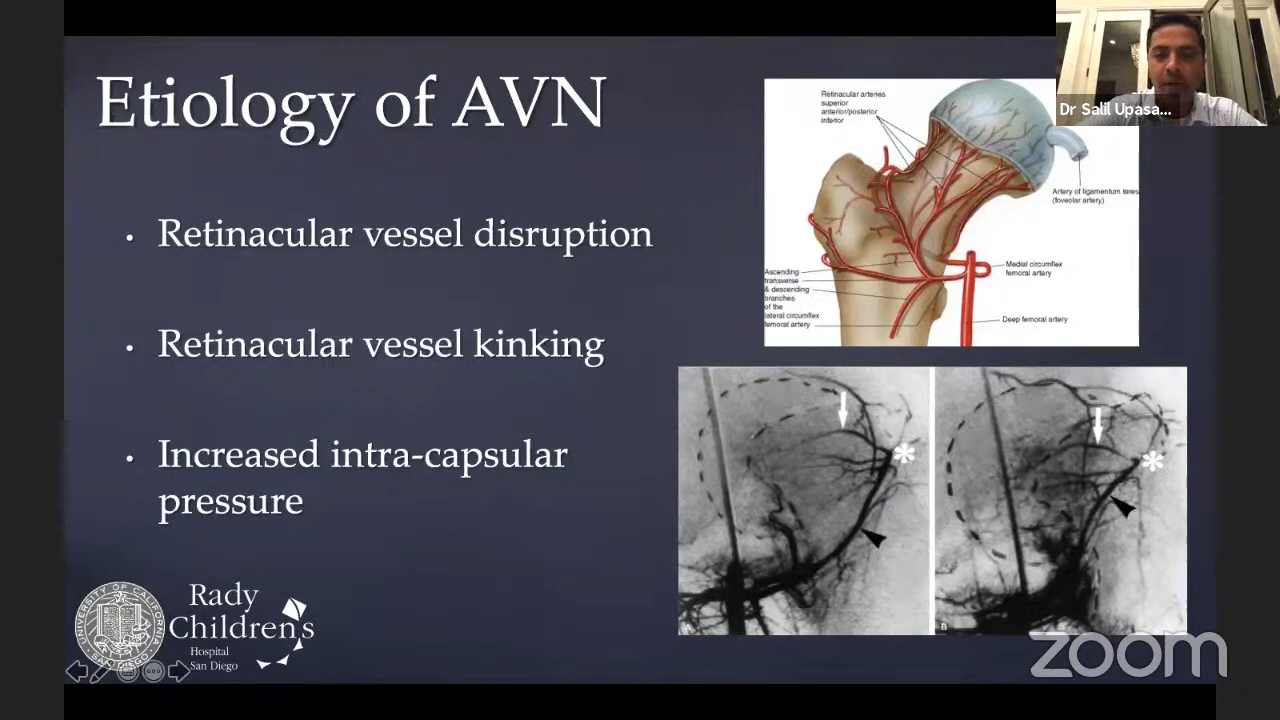 Etiology of AVN
• Retinacular vessel disruption
• Retinacular vessel kinking
• Increased intra-capsular
pressure
Retinacular arteries
superior
anterior/posterior
inferior
Artery of ligamentum teres
(foveolar artery)
Ascending
transverse
& descending
branches
of the
lateral circumflex
femoral artery
Medial circumflex
femoral artery
Deep femoral artery
*
*
B
UNIVERSITY OF CALIFORNIA
SAN DIEGO
Rady
Children's
Hospital
San Diego
Dr Salil Upasa...
zoom